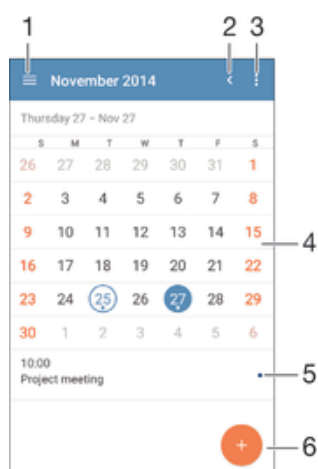 1 2 3
November 2014
Thursday 27 – Nov 27
S M T W T F S
26 27 28 29 30 31 1
2 3 4 5 6 7 8
9 10 11 12 13 14 15
4
16 17 18 19 20 21 22
23 24 25 26 27 28 29
30 1 2 3 4 5 6
10:00
Project meeting
5
+ 6